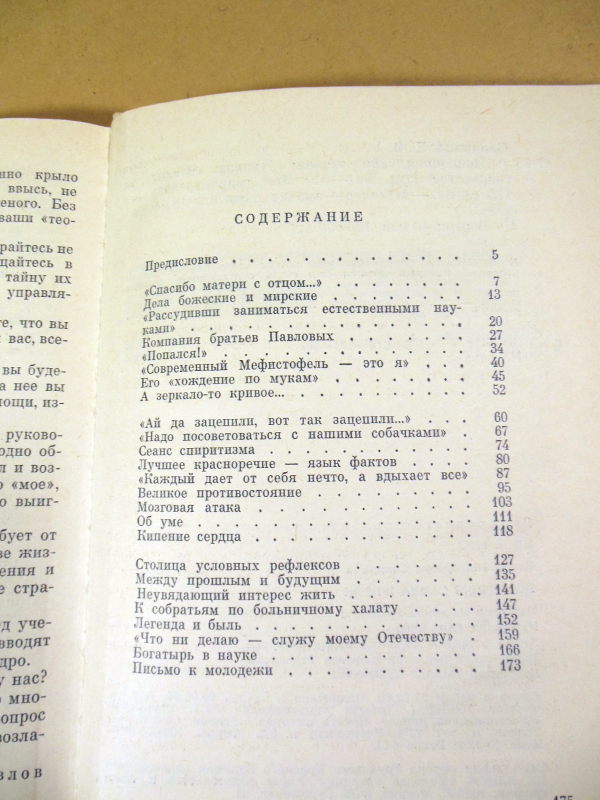 нно крыло
ввысь, не
еного. Без
ваши «тео-
райтесь не
щайтесь в
тайну их
управля-
те, что вы
вас, все-
вы буде-
а нее вы
ощи, из-
руково-
одно об-
л и воз-
о «мое»,
о выиг-
бует от
ве жиз-
ения и
е стра-
д уче-
вводят
дро.
у нас?
мно-
опрос
возла-
злов
СОДЕРЖАНИЕ
Предисловие . . . . . . . . . . . . . 5
«Спасибо матери с отцом...» . . . . . . . 7
Дела божеские и мирские . . . . . . . . 13
«Рассудивши заниматься естественными нау-
ками» . . . . . . . . . . . . . . . 20
Компания братьев Павловых . . . . . . . 27
«Попался!» . . . . . . . . . . . . . 34
«Современный Мефистофель — это я» . . . . 40
Его «хождение по мукам» . . . . . . . . 45
А зеркало-то кривое... . . . . . . . . . 52
«Ай да зацепили, вот так зацепили...» . . . 60
«Надо посоветоваться с нашими собачками» . 67
Сеанс спиритизма . . . . . . . . . . . 74
Лучшее красноречие — язык фактов . . . . 80
«Каждый дает от себя нечто, а вдыхает все» 87
Великое противостояние . . . . . . . . . 95
Мозговая атака . . . . . . . . . . . . 103
Об уме . . . . . . . . . . . . . . . 111
Кипение сердца . . . . . . . . . . . . 118
Столица условных рефлексов . . . . . . . 127
Между прошлым и будущим . . . . . . . 135
Неувядающий интерес жить . . . . . . . 141
К собратьям по больничному халату . . . . 147
Легенда и быль . . . . . . . . . . . . 152
«Что ни делаю — служу моему Отечеству» . 159
Богатырь в науке . . . . . . . . . . . 166
Письмо к молодежи . . . . . . . . . . 173